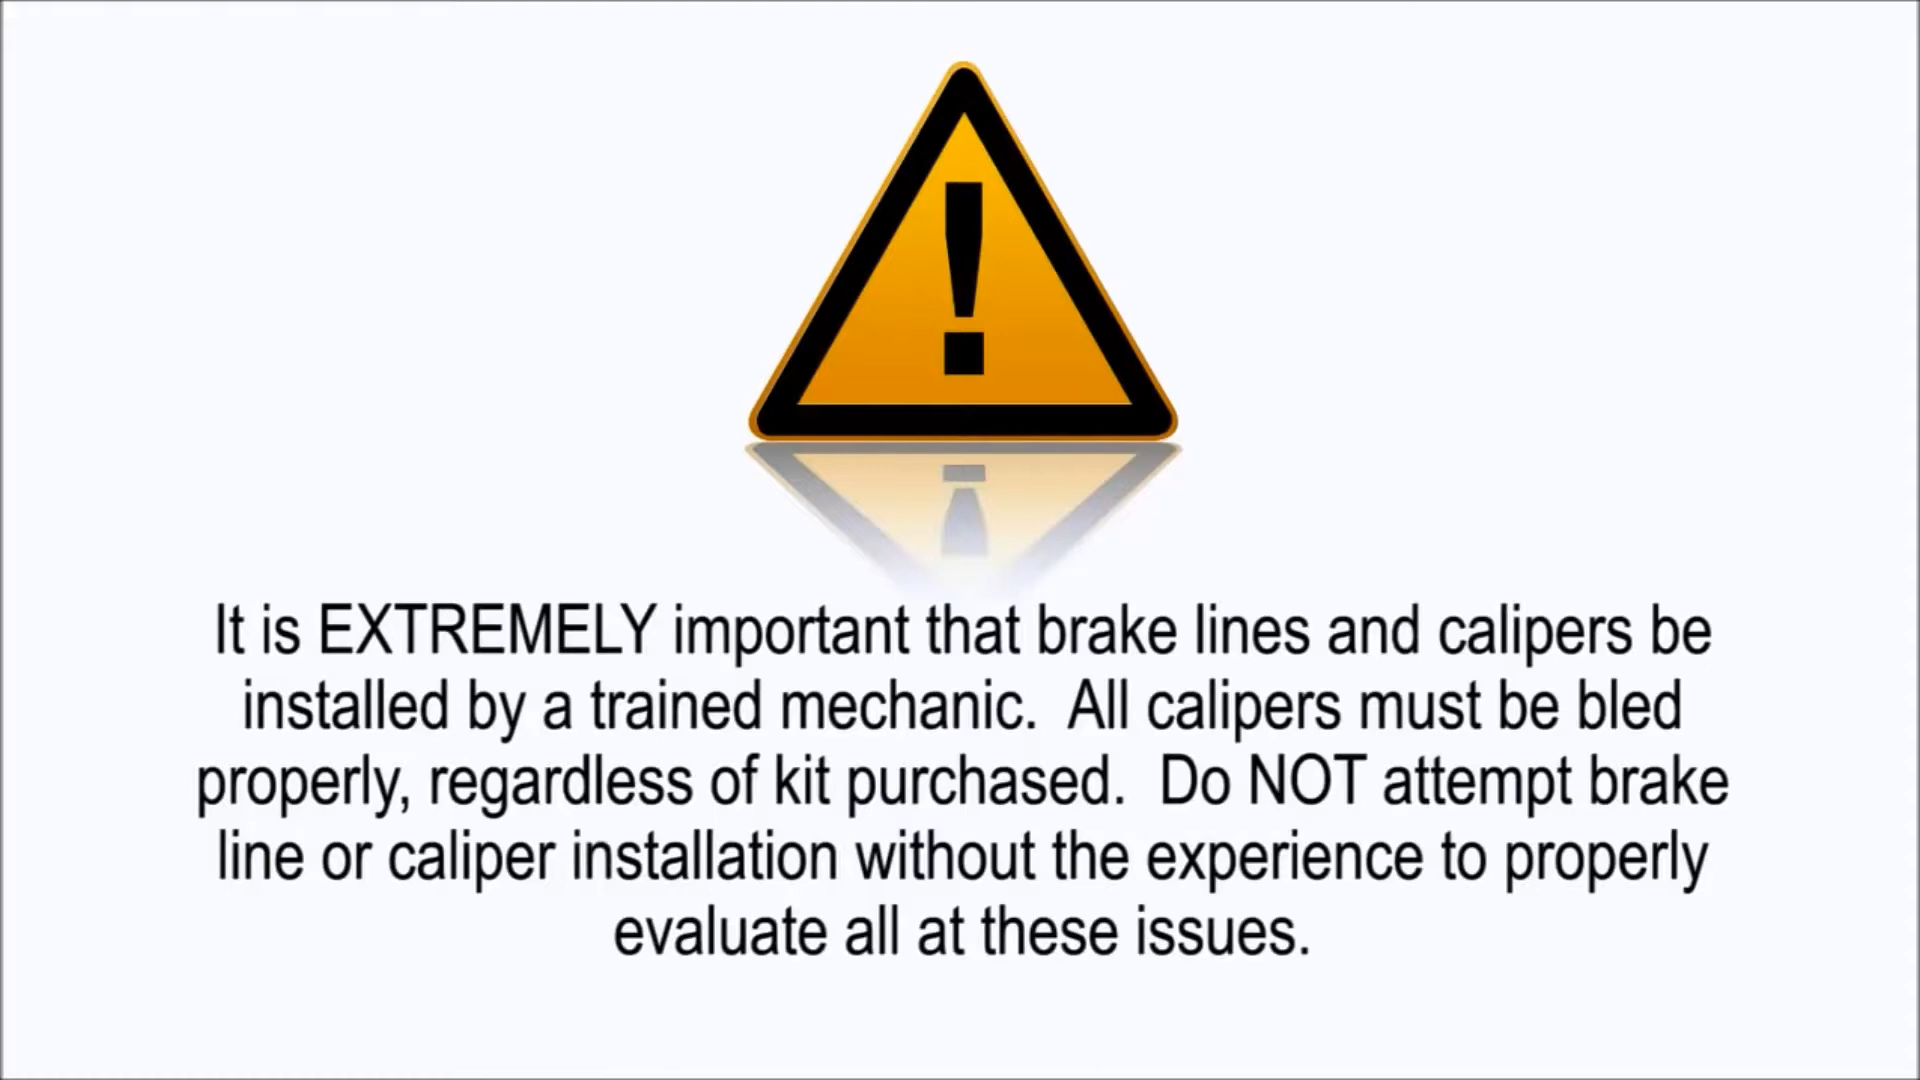 It is EXTREMELY important that brake lines and calipers be
installed by a trained mechanic.  All calipers must be bled
properly, regardless of kit purchased.  Do NOT attempt brake
line or caliper installation without the experience to properly
evaluate all at these issues.